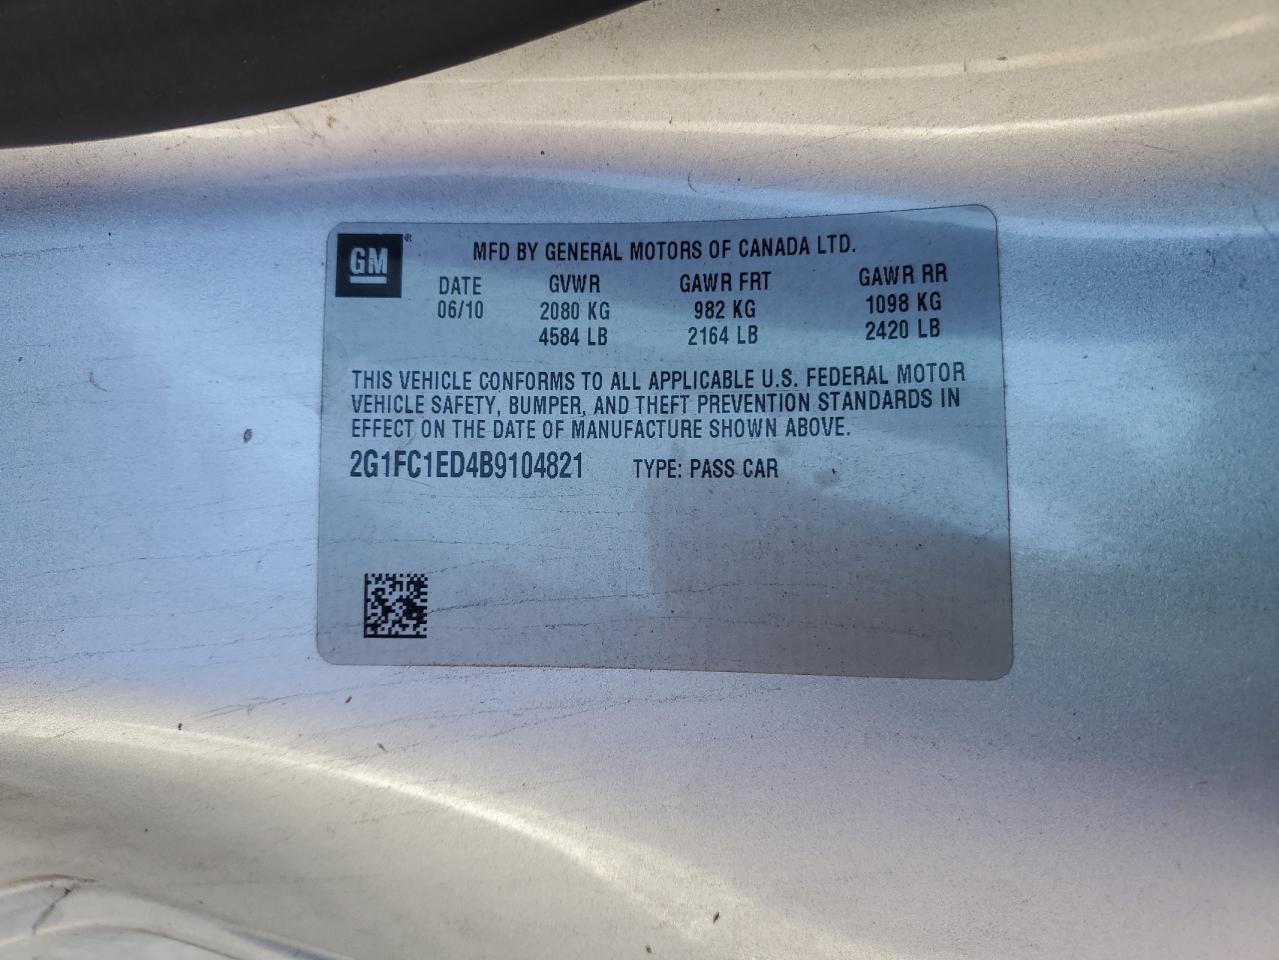 GM ®
MFD BY GENERAL MOTORS OF CANADA LTD.
DATE GVWR GAWR FRT GAWR RR
06/10 2080 KG 982 KG 1098 KG
4584 LB 2164 LB 2420 LB
THIS VEHICLE CONFORMS TO ALL APPLICABLE U.S. FEDERAL MOTOR
VEHICLE SAFETY, BUMPER, AND THEFT PREVENTION STANDARDS IN
EFFECT ON THE DATE OF MANUFACTURE SHOWN ABOVE.
2G1FC1ED4B9104821 TYPE: PASS CAR